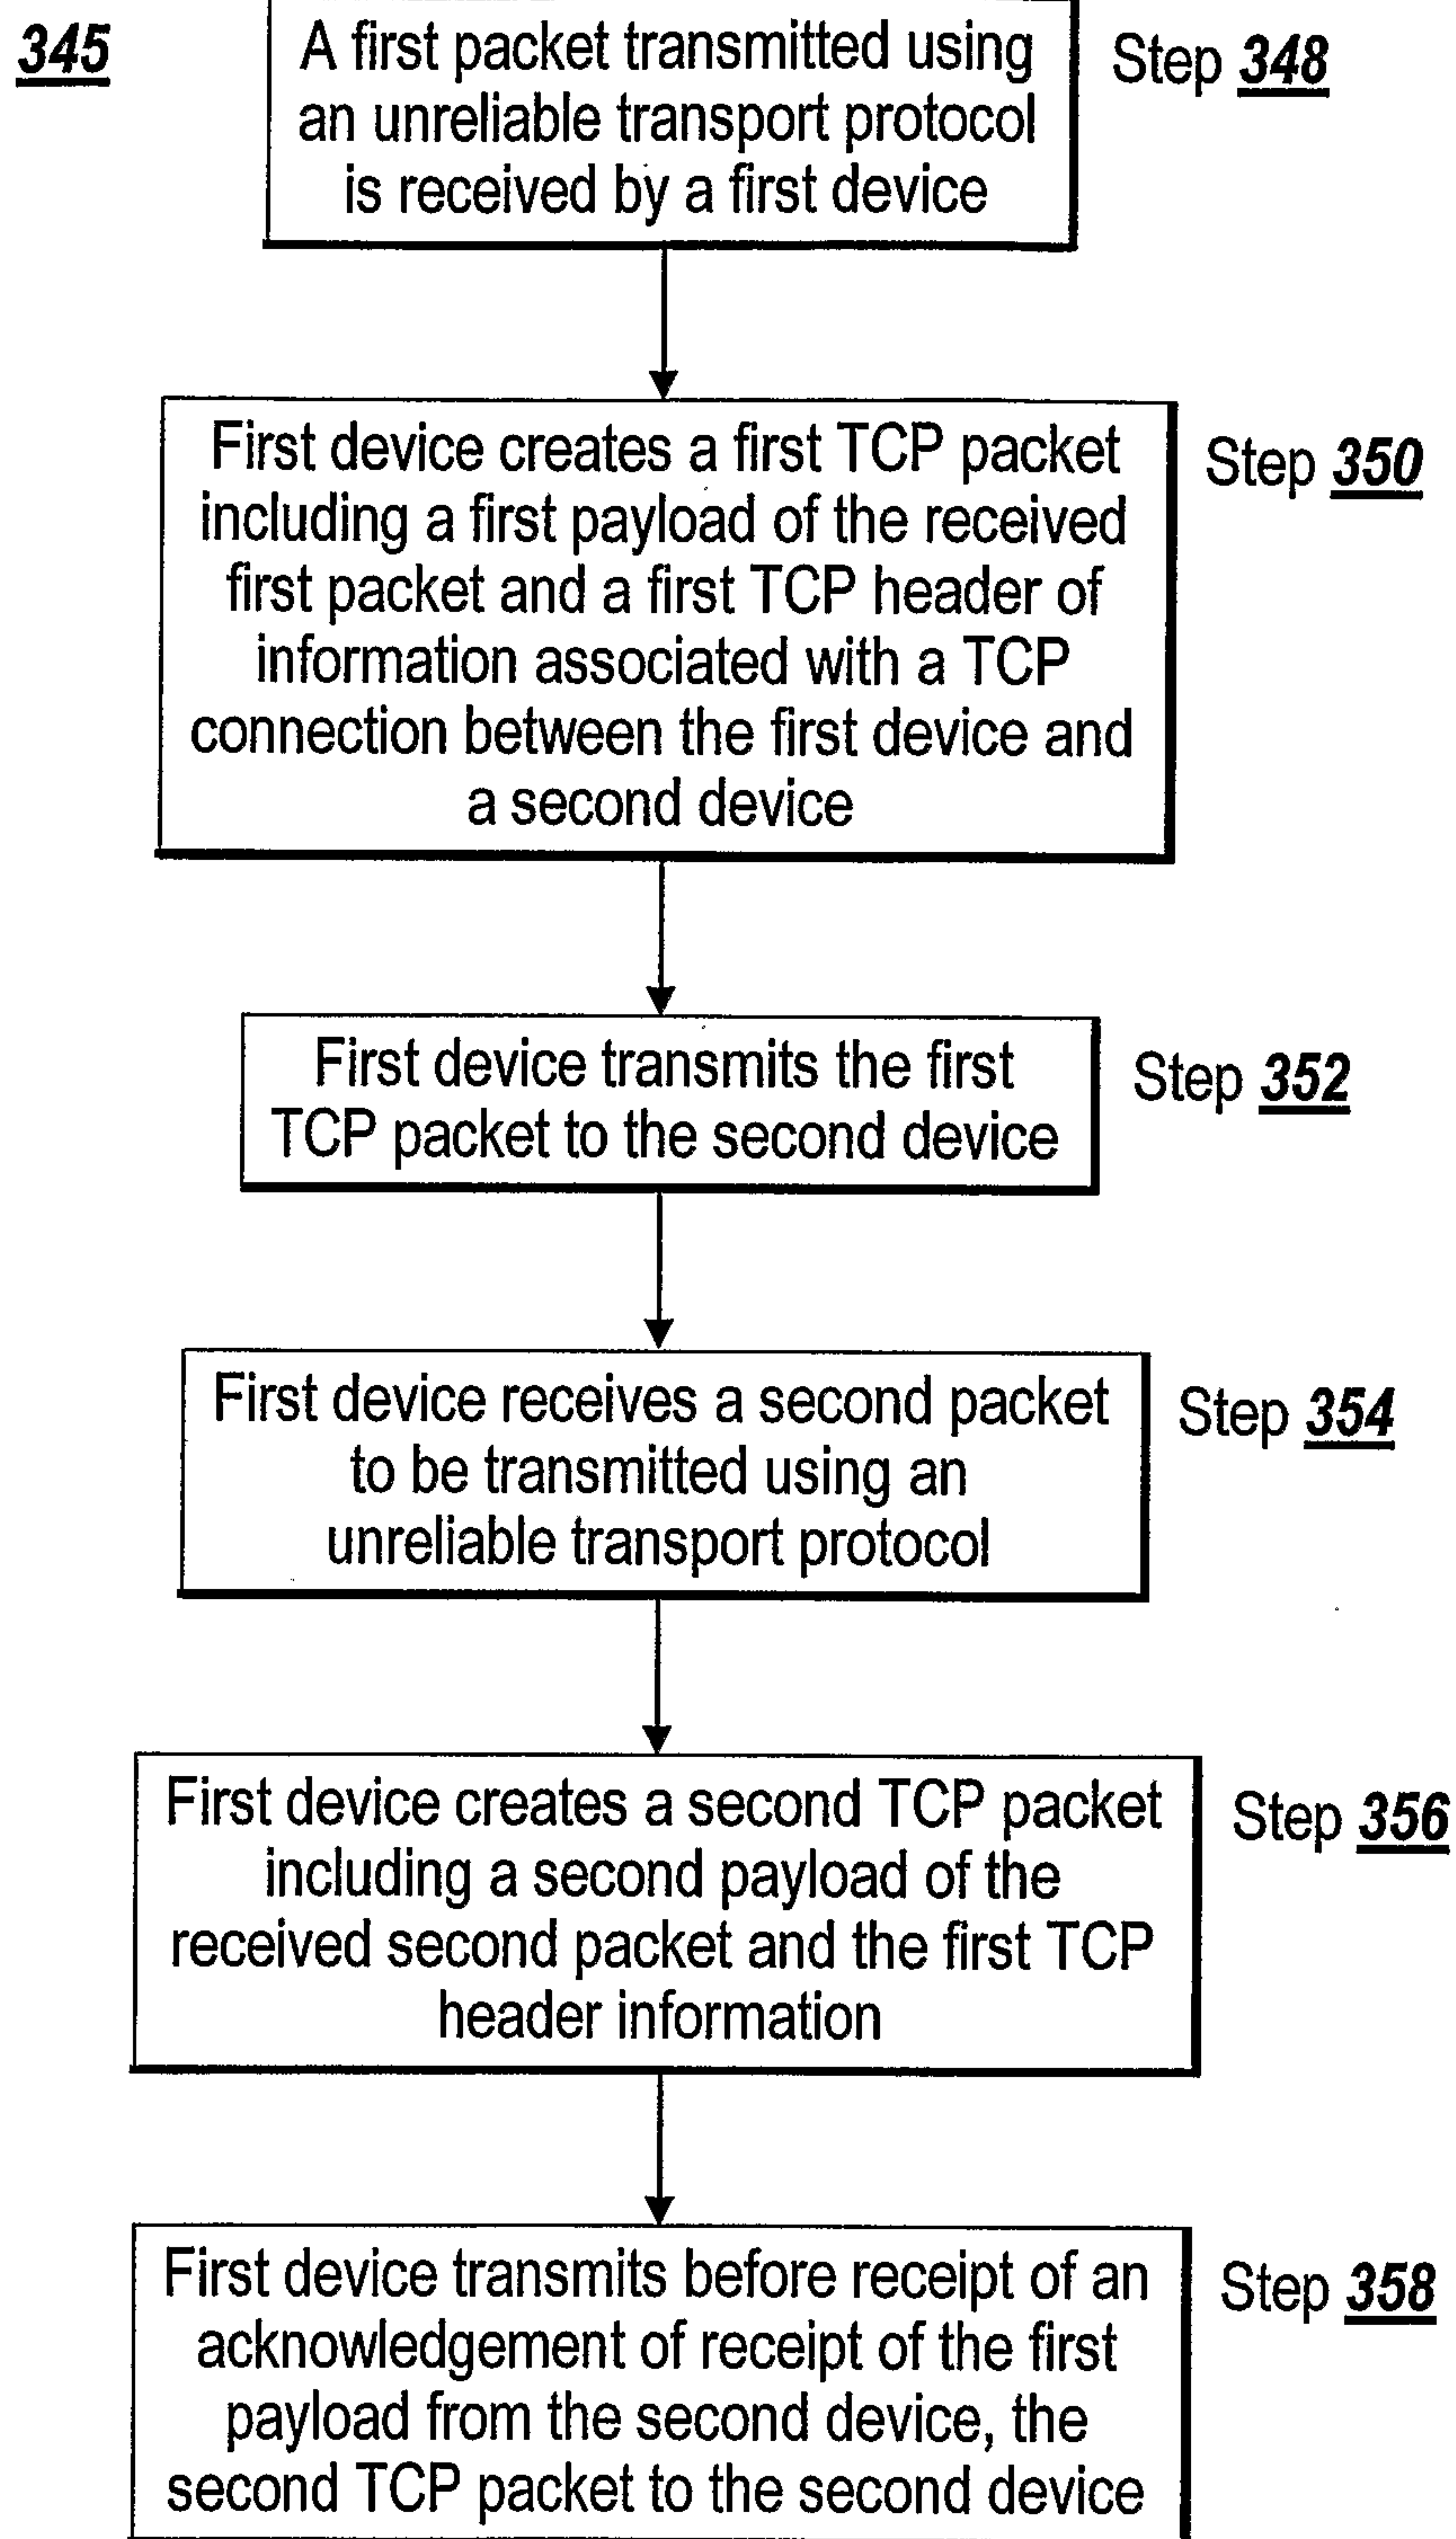 345
A first packet transmitted using
an unreliable transport protocol
is received by a first device
Step 348
First device creates a first TCP packet
including a first payload of the received
first packet and a first TCP header of
information associated with a TCP
connection between the first device and
a second device
Step 350
First device transmits the first
TCP packet to the second device
Step 352
First device receives a second packet
to be transmitted using an
unreliable transport protocol
Step 354
First device creates a second TCP packet
including a second payload of the
received second packet and the first TCP
header information
Step 356
First device transmits before receipt of an
acknowledgement of receipt of the first
payload from the second device, the
second TCP packet to the second device
Step 358